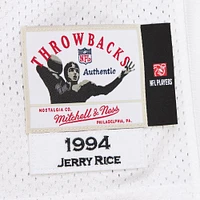 THROWBACKS
NFL
Authentic
NOSTALGIA CO.
Mitchell & Ness
PHILADELPHIA, PA.
NFL PLAYERS
1994
JERRY RICE